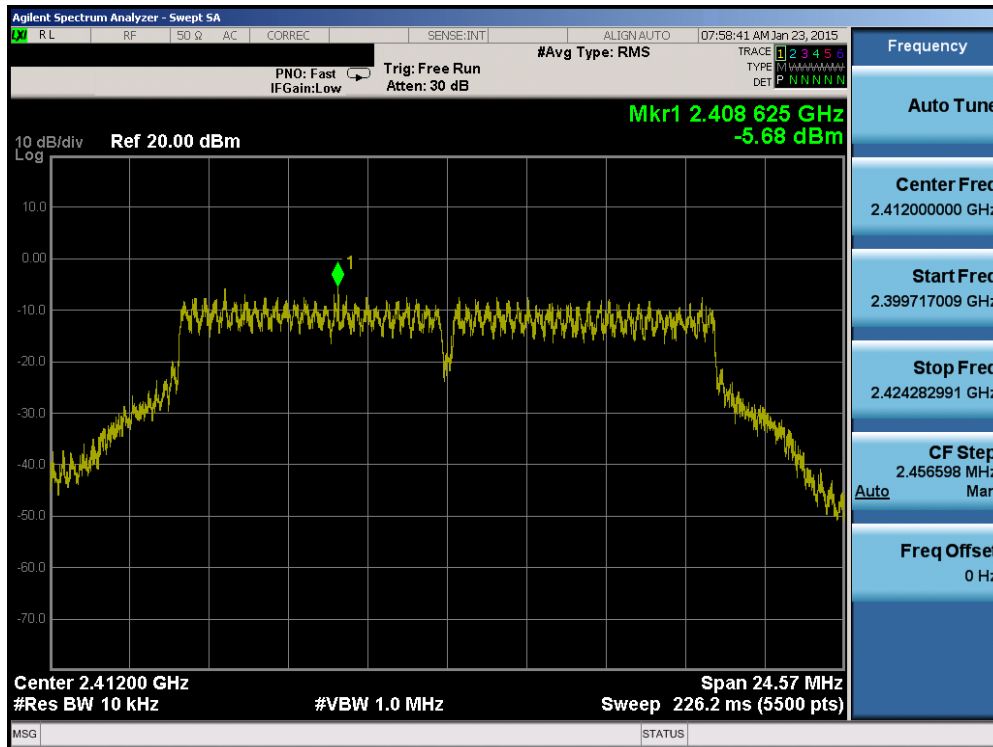 Agilent Spectrum Analyzer - Swept SA
LXI RL RF 50 Ω AC CORREC SENSE:INT ALIGN AUTO 07:58:41 AM Jan 23, 2015
#Avg Type: RMS
TRACE 1 2 3 4 5 6
PNO: Fast Trig: Free Run
TYPE M WWWWW
IFGain:Low Atten: 30 dB
DET P N N N N N
Mkr1 2.408 625 GHz
-5.68 dBm
10 dB/div Ref 20.00 dBm
Log
10.0
0.00
1
-10.0
-20.0
-30.0
-40.0
-50.0
-60.0
-70.0
Center 2.41200 GHz Span 24.57 MHz
#Res BW 10 kHz #VBW 1.0 MHz Sweep 226.2 ms (5500 pts)
MSG STATUS
Frequency
Auto Tune
Center Freq
2.412000000 GHz
Start Freq
2.399717009 GHz
Stop Freq
2.424282991 GHz
CF Step
2.456598 MHz
Auto Man
Freq Offset
0 Hz